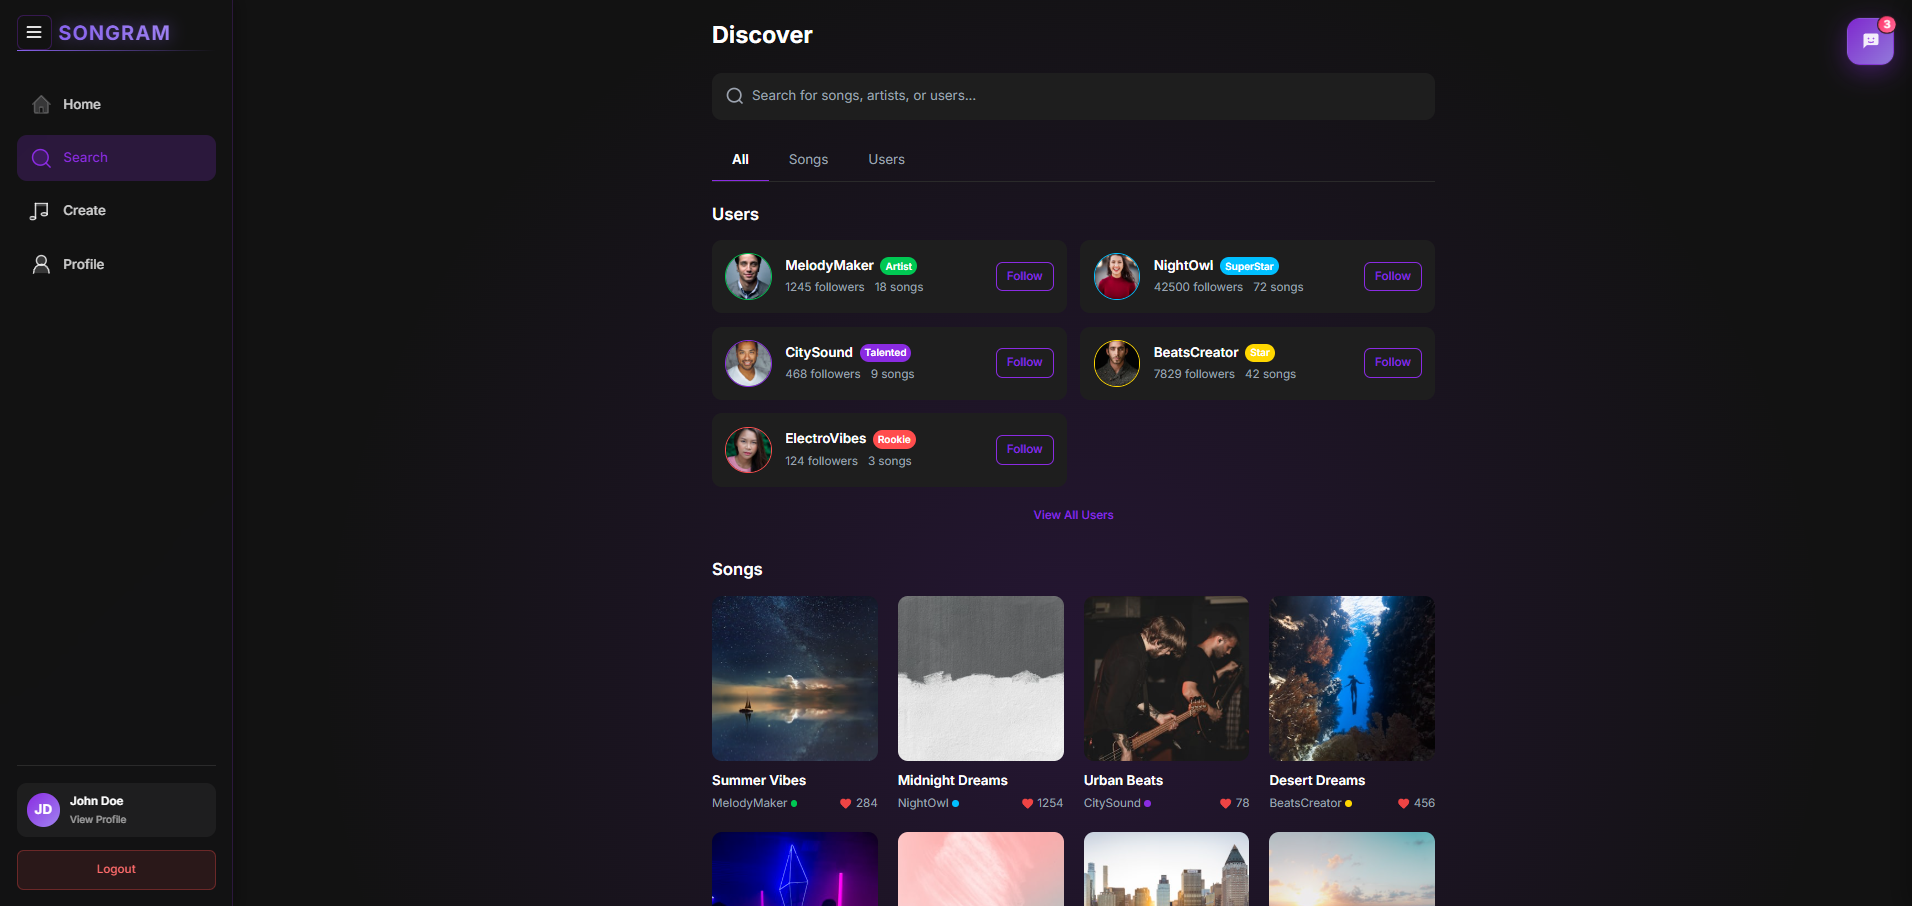 SONGRAM
Home
Search
Create
Profile
John Doe
JD
View Profile
Logout
Discover
3
Search for songs, artists, or users...
All Songs Users
Users
MelodyMaker Artist
1245 followers 18 songs
Follow
NightOwl SuperStar
42500 followers 72 songs
Follow
CitySound Talented
468 followers 9 songs
Follow
BeatsCreator Star
7829 followers 42 songs
Follow
ElectroVibes Rookie
124 followers 3 songs
Follow
View All Users
Songs
Summer Vibes
MelodyMaker 284
Midnight Dreams
NightOwl 1254
Urban Beats
CitySound 78
Desert Dreams
BeatsCreator 456